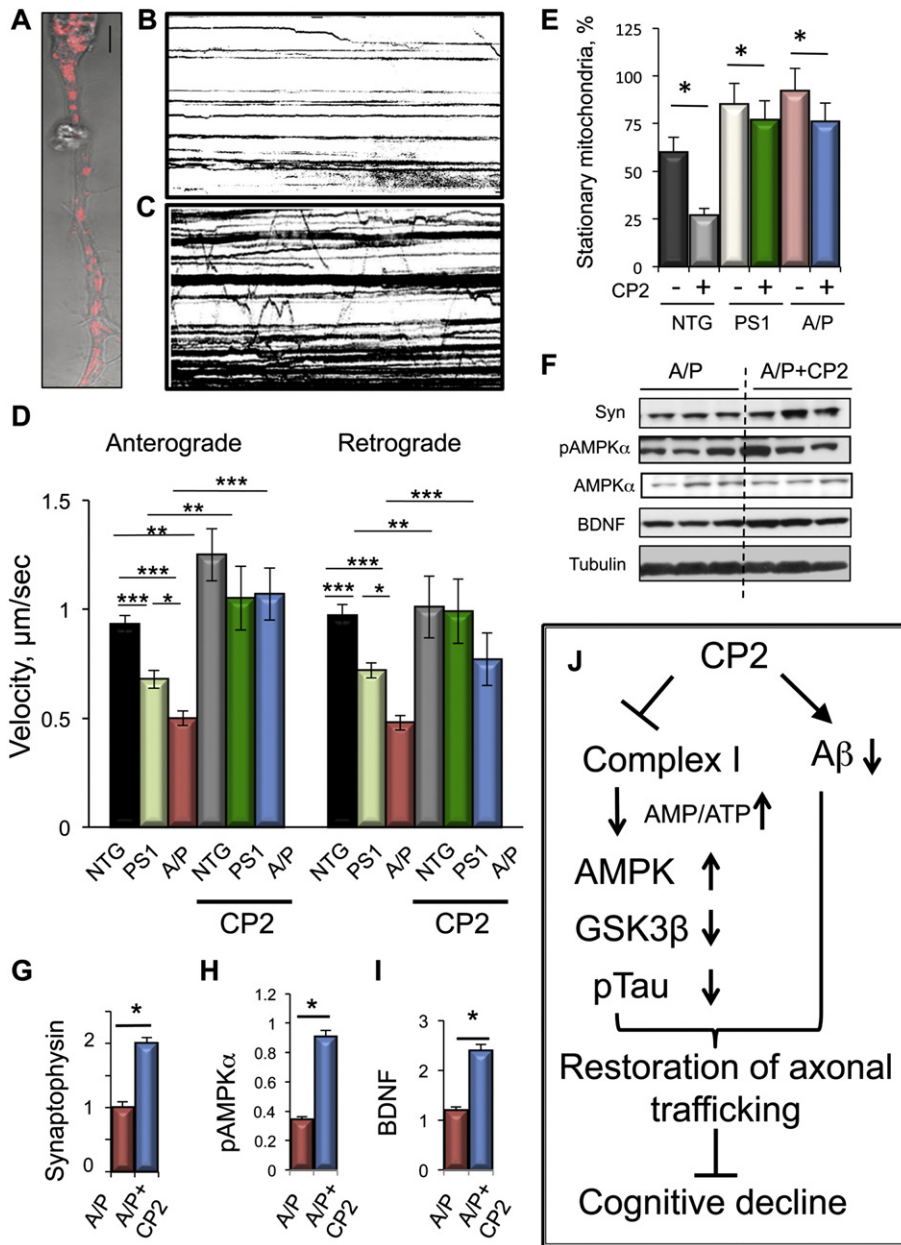 A
B
C
D
Anterograde
Retrograde
Velocity, µm/sec
1.5
1
0.5
0
***
**
**
***
***
*
***
**
***
***
*
NTG PS1 A/P NTG PS1 A/P
CP2
NTG PS1 A/P NTG PS1 A/P
CP2
E
Stationary mitochondria, %
125
100
75
50
25
0
* * *
CP2 - + - + - +
NTG PS1 A/P
F
A/P A/P+CP2
Syn
pAMPKα
AMPKα
BDNF
Tubulin
G
Synaptophysin
2
1
0
*
A/P A/P+ CP2
H
pAMPKα
1.2
1
0.8
0.6
0.4
0.2
0
*
A/P A/P+ CP2
I
BDNF
3
2
1
0
*
A/P A/P+ CP2
J
CP2
Complex I
Aβ
AMP/ATP
AMPK
GSK3β
pTau
Restoration of axonal
trafficking
Cognitive decline